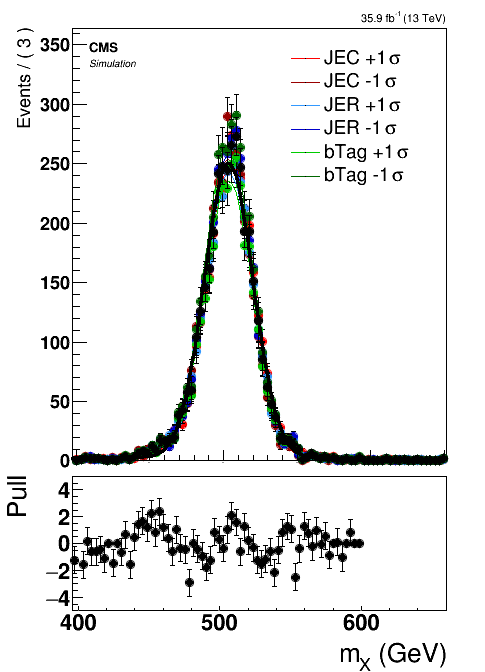 35.9 fb⁻¹ (13 TeV)
Events / ( 3 )
CMS
Simulation
JEC +1σ
JEC -1σ
JER +1σ
JER -1σ
bTag +1σ
bTag -1σ
350
300
250
200
150
100
50
0
Pull
4
2
0
−2
−4
400 500 600
m_X (GeV)